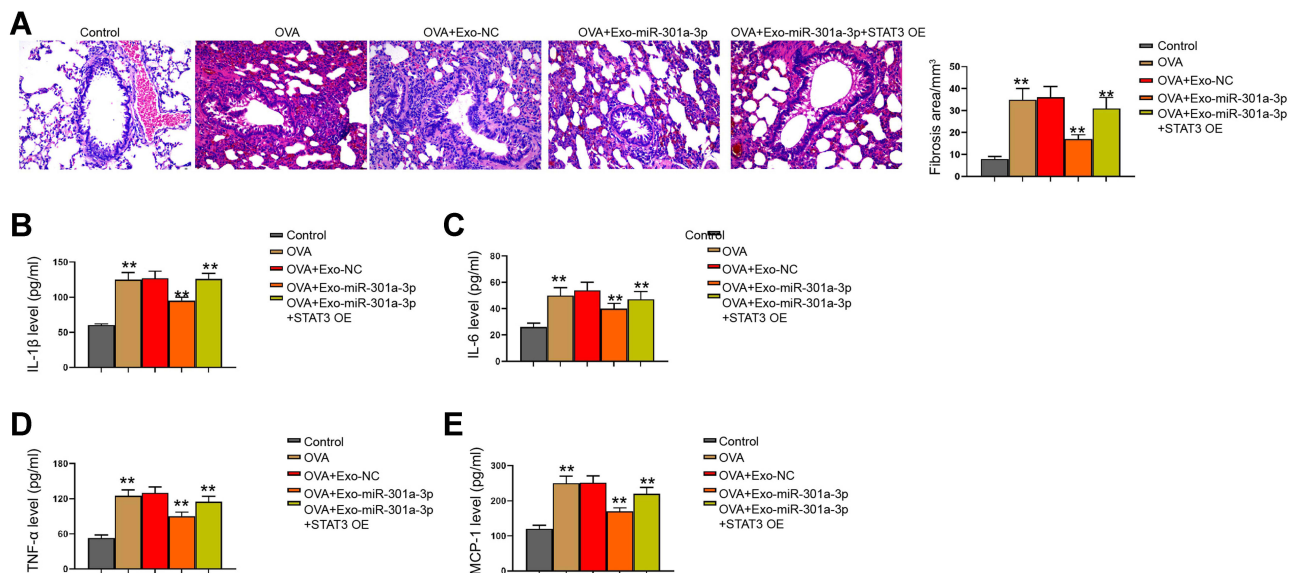 A
Control
OVA
OVA+Exo-NC
OVA+Exo-miR-301a-3p
OVA+Exo-miR-301a-3p+STAT3 OE
Fibrosis area/mm³
50
40
30
20
10
0
**
**
**
Control
OVA
OVA+Exo-NC
OVA+Exo-miR-301a-3p
OVA+Exo-miR-301a-3p
+STAT3 OE
B
IL-1β level (pg/ml)
150
100
50
0
**
**
**
Control
OVA
OVA+Exo-NC
OVA+Exo-miR-301a-3p
OVA+Exo-miR-301a-3p
+STAT3 OE
C
IL-6 level (pg/ml)
80
60
40
20
0
**
**
**
Control
OVA
OVA+Exo-NC
OVA+Exo-miR-301a-3p
OVA+Exo-miR-301a-3p
+STAT3 OE
D
TNF-α level (pg/ml)
180
120
60
0
**
**
**
Control
OVA
OVA+Exo-NC
OVA+Exo-miR-301a-3p
OVA+Exo-miR-301a-3p
+STAT3 OE
E
MCP-1 level (pg/ml)
300
200
100
0
**
**
**
Control
OVA
OVA+Exo-NC
OVA+Exo-miR-301a-3p
OVA+Exo-miR-301a-3p
+STAT3 OE